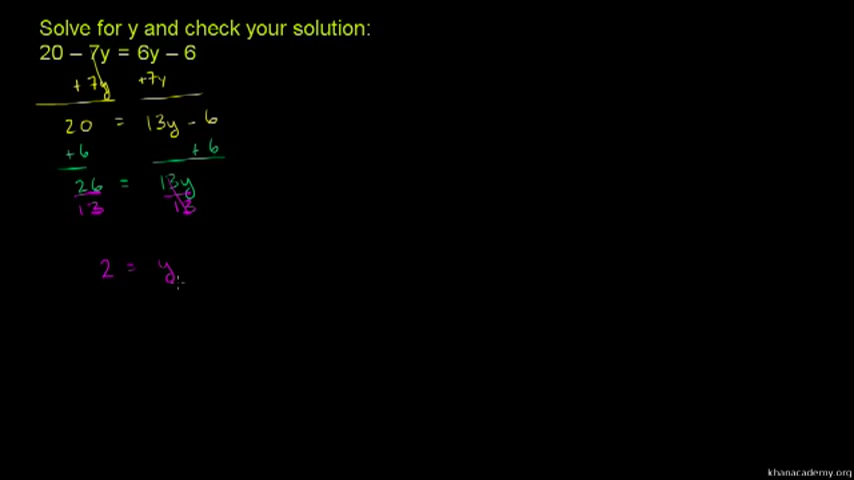 Solve for y and check your solution:
20 – 7y = 6y – 6
+ 7y +7y
20 = 13y - 6
+6 + 6
26 = 13y
13 13
2 = y
khanacademy.org